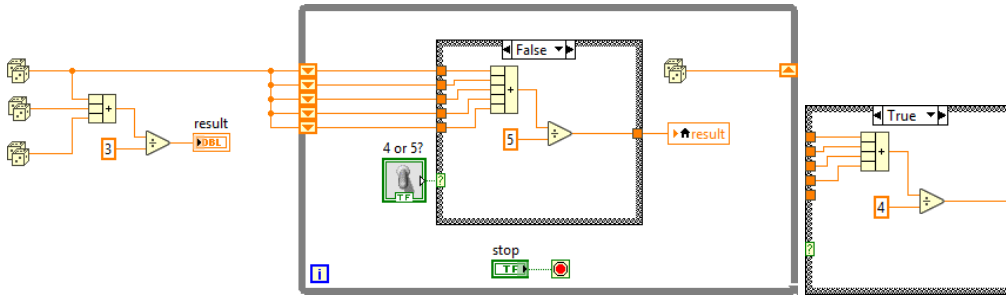 False
True
result
3
DBL
5
result
4 or 5?
TF
?
4
?
stop
TF
i